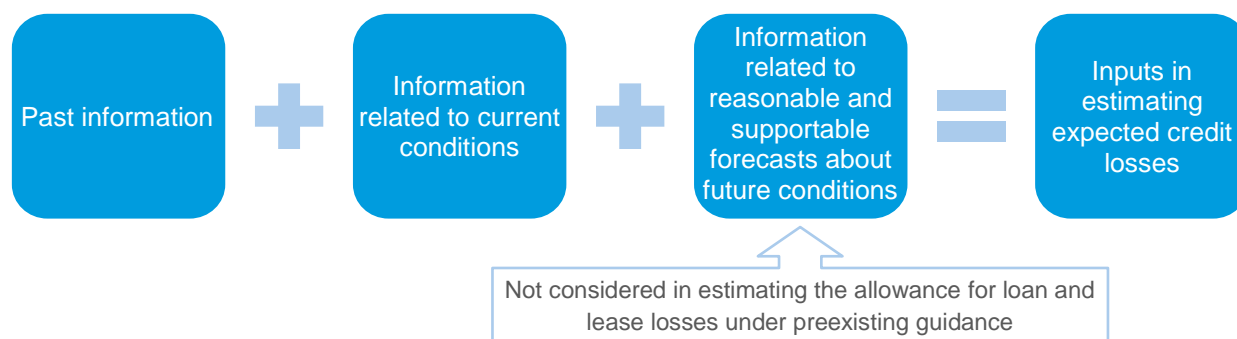 Past information
Information
related to current
conditions
Information
related to
reasonable and
supportable
forecasts about
future conditions
Inputs in
estimating
expected credit
losses
Not considered in estimating the allowance for loan and
lease losses under preexisting guidance